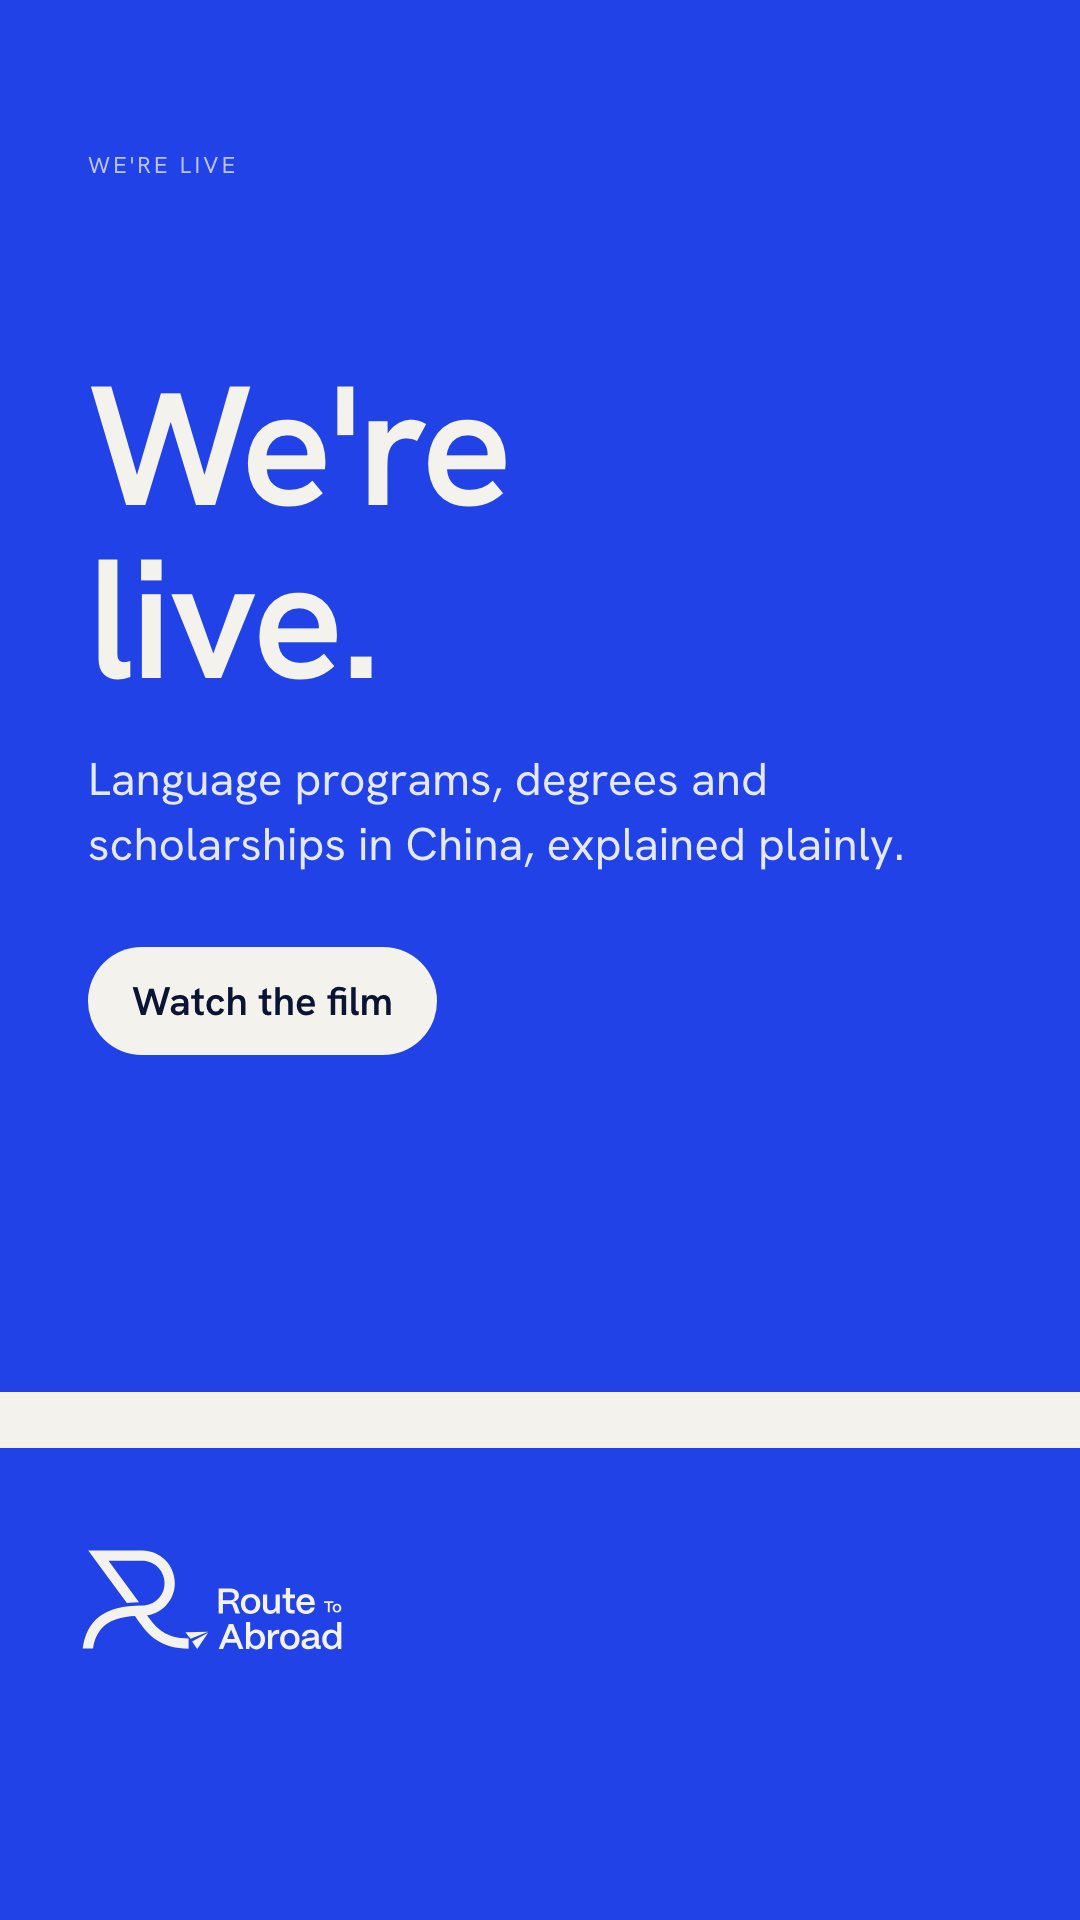 WE'RE LIVE
We're
live.
Language programs, degrees and
scholarships in China, explained plainly.
Watch the film
Route To
Abroad